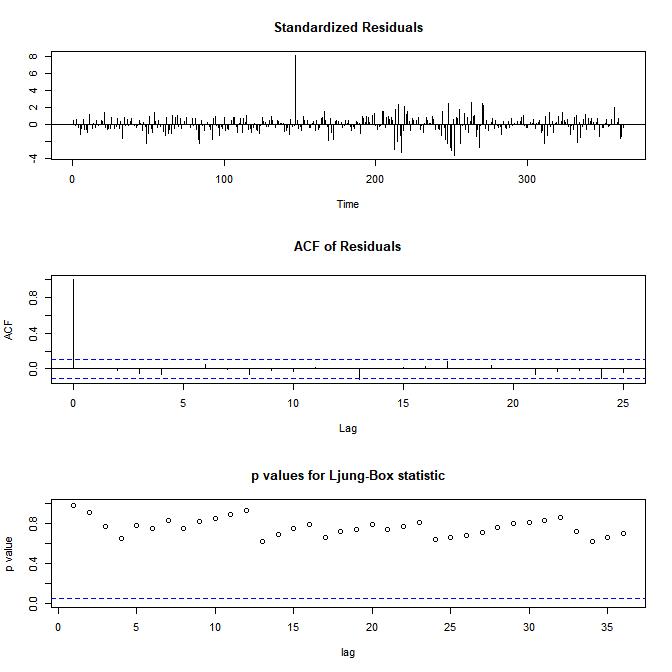 Standardized Residuals
8
6
4
2
0
-4
0 100 200 300
Time
ACF of Residuals
ACF
0.8
0.4
0.0
0 5 10 15 20 25
Lag
p values for Ljung-Box statistic
p value
0.8
0.4
0.0
0 5 10 15 20 25 30 35
lag